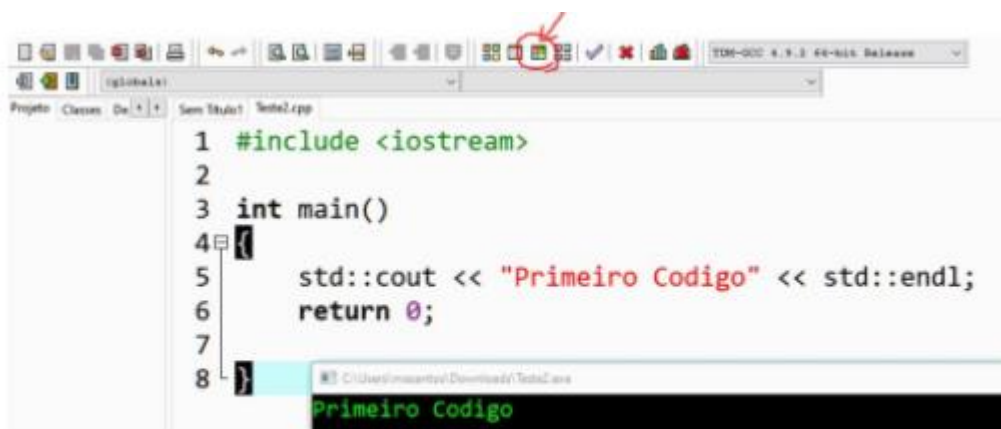 TDM-GCC 4.9.2 64-bit Release
(globals)
Projeto Classes De
Sem Título1 Teste2.cpp
1 #include <iostream>
2
3 int main()
4 {
5 std::cout << "Primeiro Codigo" << std::endl;
6 return 0;
7
8 }
Primeiro Codigo